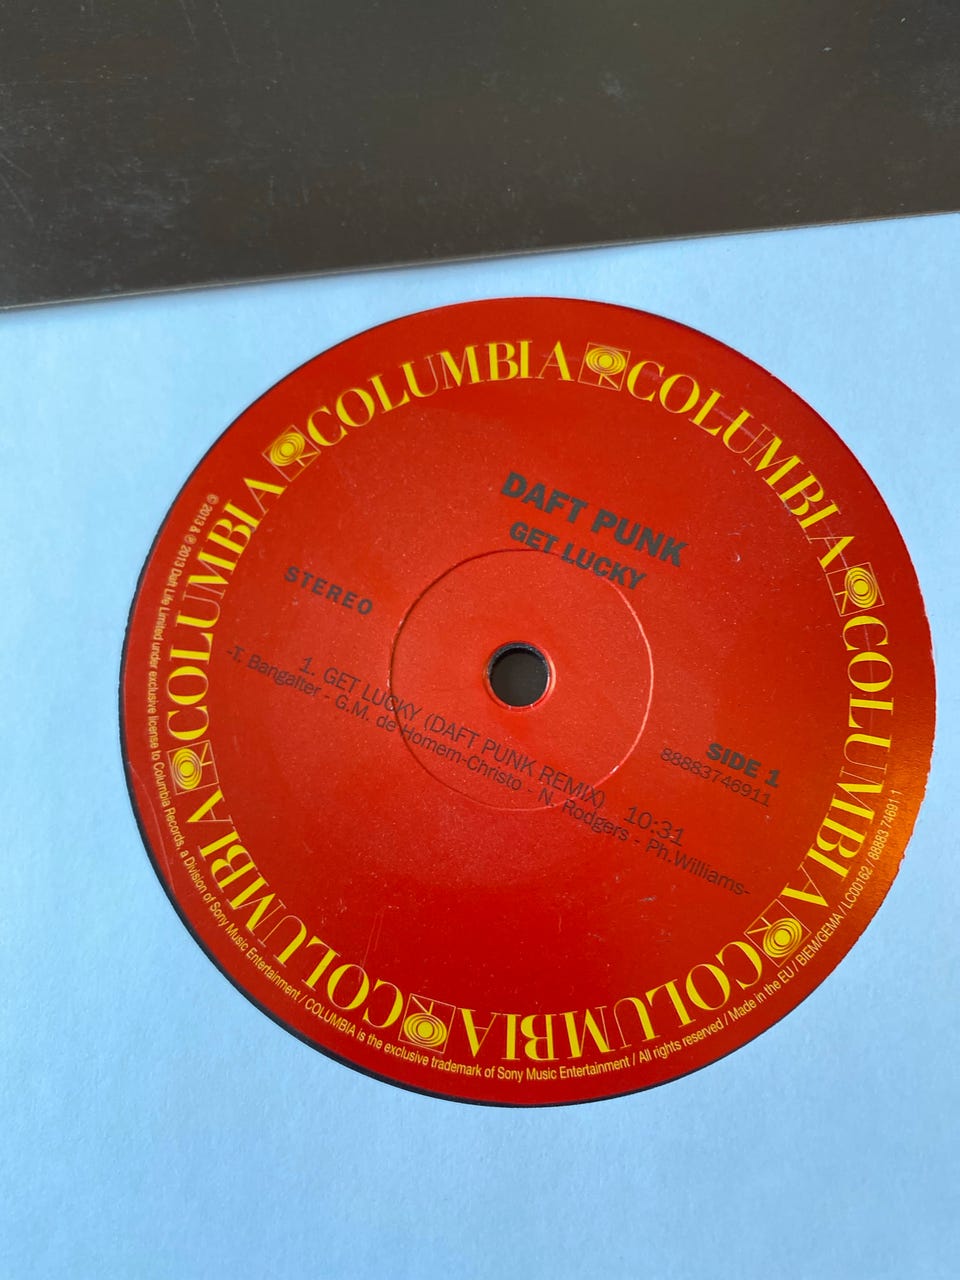 COLUMBIA COLUMBIA COLUMBIA COLUMBIA COLUMBIA COLUMBIA
DAFT PUNK
GET LUCKY
STEREO
SIDE 1
88883746911
1. GET LUCKY (DAFT PUNK REMIX) 10:31
-T. Bangalter - G.M. de Homem-Christo - N. Rodgers - Ph.Williams-
© 2013 & ℗ 2013 Daft Life Limited under exclusive license to Columbia Records, a Division of Sony Music Entertainment / COLUMBIA is the exclusive trademark of Sony Music Entertainment / All rights reserved / Made in the EU / BIEM/GEMA / LC00162 / 88883 74691 1